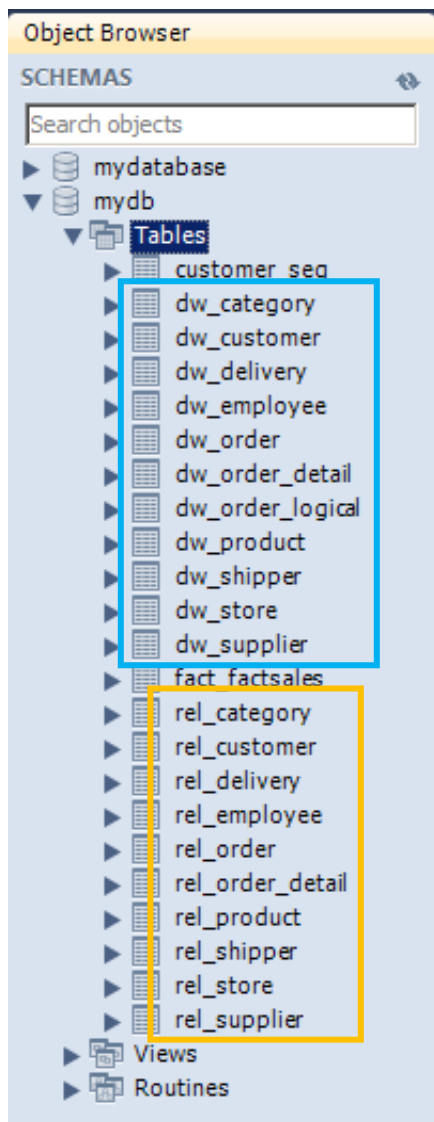 Object Browser
SCHEMAS
Search objects
mydatabase
mydb
Tables
customer_seq
dw_category
dw_customer
dw_delivery
dw_employee
dw_order
dw_order_detail
dw_order_logical
dw_product
dw_shipper
dw_store
dw_supplier
fact_factsales
rel_category
rel_customer
rel_delivery
rel_employee
rel_order
rel_order_detail
rel_product
rel_shipper
rel_store
rel_supplier
Views
Routines